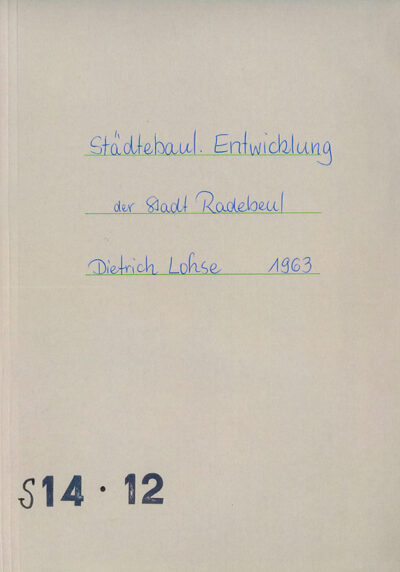 Städtebaul. Entwicklung
der Stadt Radebeul
Dietrich Lohse 1963
S14 · 12